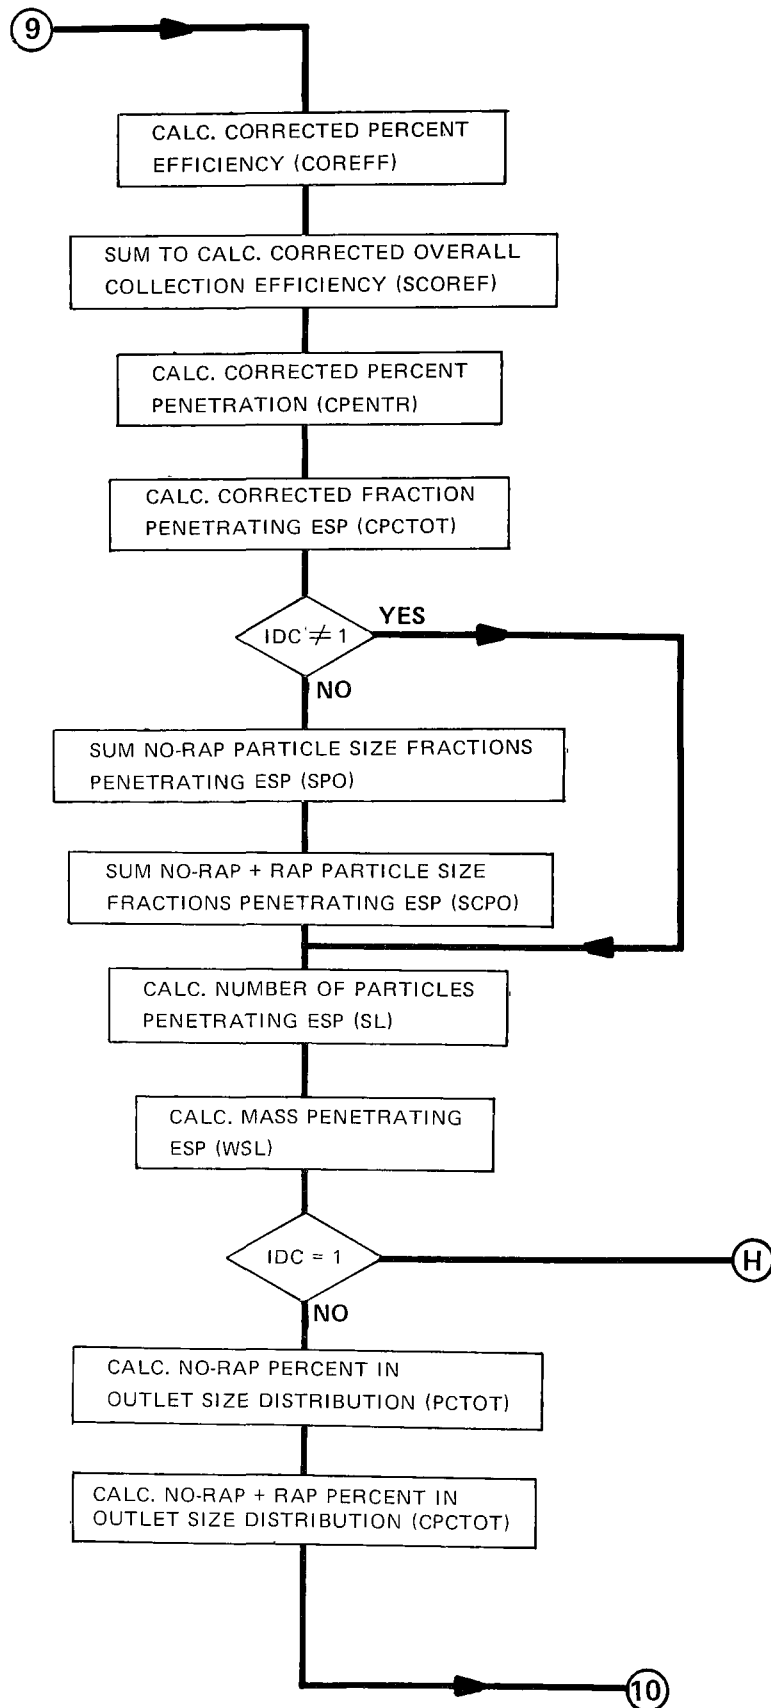 9
CALC. CORRECTED PERCENT
EFFICIENCY (COREFF)
SUM TO CALC. CORRECTED OVERALL
COLLECTION EFFICIENCY (SCOREF)
CALC. CORRECTED PERCENT
PENETRATION (CPENTR)
CALC. CORRECTED FRACTION
PENETRATING ESP (CPCTOT)
IDC ≠ 1
YES
NO
SUM NO-RAP PARTICLE SIZE FRACTIONS
PENETRATING ESP (SPO)
SUM NO-RAP + RAP PARTICLE SIZE
FRACTIONS PENETRATING ESP (SCPO)
CALC. NUMBER OF PARTICLES
PENETRATING ESP (SL)
CALC. MASS PENETRATING
ESP (WSL)
IDC = 1
H
NO
CALC. NO-RAP PERCENT IN
OUTLET SIZE DISTRIBUTION (PCTOT)
CALC. NO-RAP + RAP PERCENT IN
OUTLET SIZE DISTRIBUTION (CPCTOT)
10